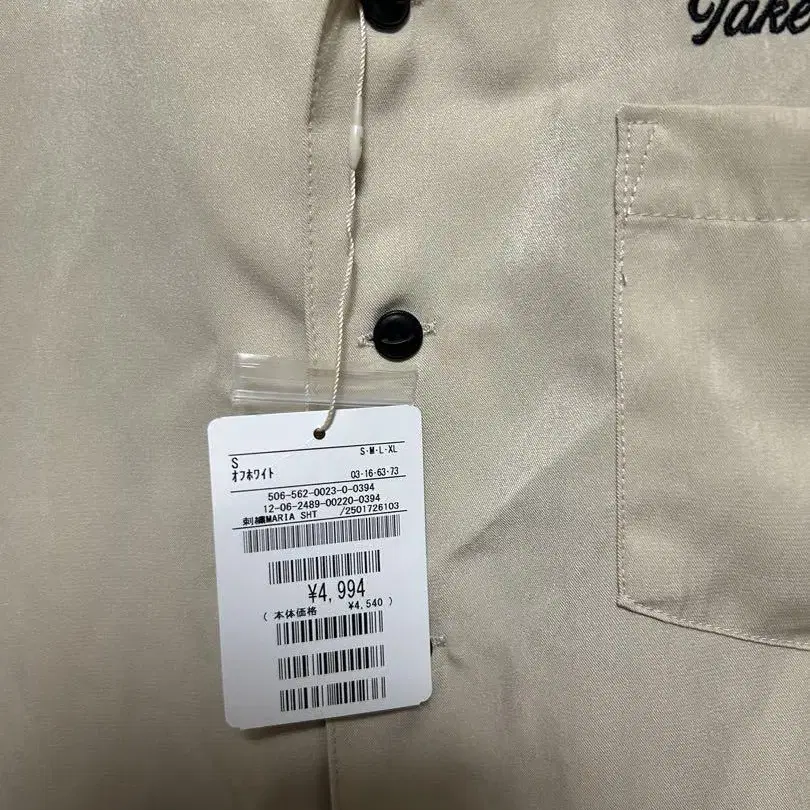 Take
S
S・M・L・XL
オフホワイト
03・16・63・73
506-562-0023-0-0394
12-06-2489-00220-0394
刺繍MARIA SHT /2501726103
¥4,994
( 本体価格 ¥4,540 )